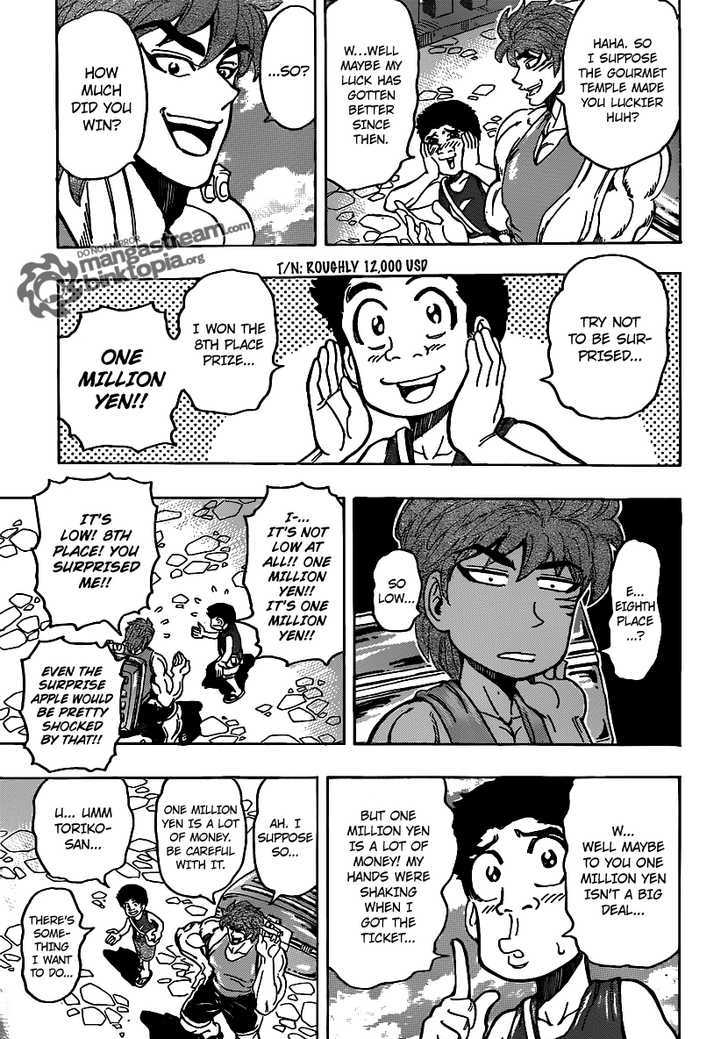 HAHA. SO
I SUPPOSE
THE GOURMET
TEMPLE MADE
YOU LUCKIER
HUH?
W...WELL
MAYBE MY
LUCK HAS
GOTTEN
BETTER
SINCE
THEN.
...SO?
HOW
MUCH
DID YOU
WIN?
DO NOT MIRROR
mangastream.com
binktopia.org
T/N: ROUGHLY 12,000 USD
TRY NOT
TO BE SUR-
PRISED...
I WON THE
8TH PLACE
PRIZE...
ONE
MILLION
YEN!!
E...
EIGHTH
PLACE
...?
SO
LOW...
I-...
IT'S NOT
LOW AT
ALL!! ONE
MILLION
YEN!!
IT'S ONE
MILLION
YEN!!
IT'S
LOW! 8TH
PLACE! YOU
SURPRISED
ME!!
EVEN THE
SURPRISE
APPLE WOULD
BE PRETTY
SHOCKED
BY THAT!!
W...
WELL MAYBE
TO YOU ONE
MILLION YEN
ISN'T A BIG
DEAL...
BUT ONE
MILLION YEN
IS A LOT OF
MONEY! MY
HANDS WERE
SHAKING
WHEN I
GOT THE
TICKET...
AH. I
SUPPOSE
SO...
ONE MILLION
YEN IS A LOT
OF MONEY.
BE CAREFUL
WITH IT.
U... UMM
TORIKO-
SAN...
THERE'S
SOME-
THING I
WANT TO
DO...